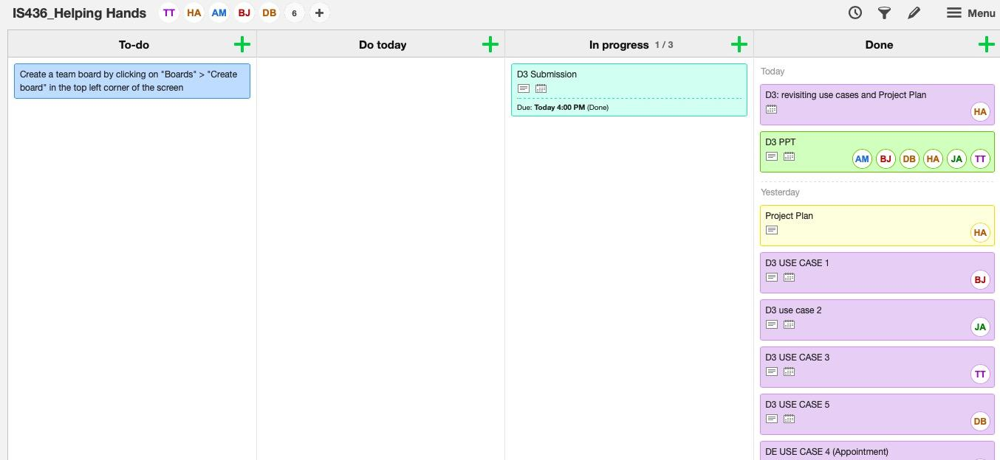 IS436_Helping Hands TT HA AM BJ DB 6 + Menu
To-do
Create a team board by clicking on "Boards" > "Create
board" in the top left corner of the screen
Do today
In progress 1 / 3
D3 Submission
Due: Today 4:00 PM (Done)
Done
Today
D3: revisiting use cases and Project Plan
HA
D3 PPT
AM BJ DB HA JA TT
Yesterday
Project Plan
HA
D3 USE CASE 1
BJ
D3 use case 2
JA
D3 USE CASE 3
TT
D3 USE CASE 5
DB
DE USE CASE 4 (Appointment)